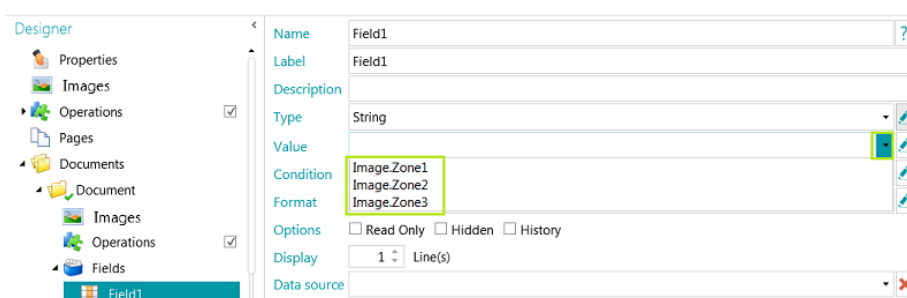 Designer
Properties
Images
Operations
Pages
Documents
Document
Images
Operations
Fields
Field1
Name Field1 ?
Label Field1
Description
Type String
Value
Image.Zone1
Condition Image.Zone2
Format Image.Zone3
Options Read Only Hidden History
Display 1 Line(s)
Data source